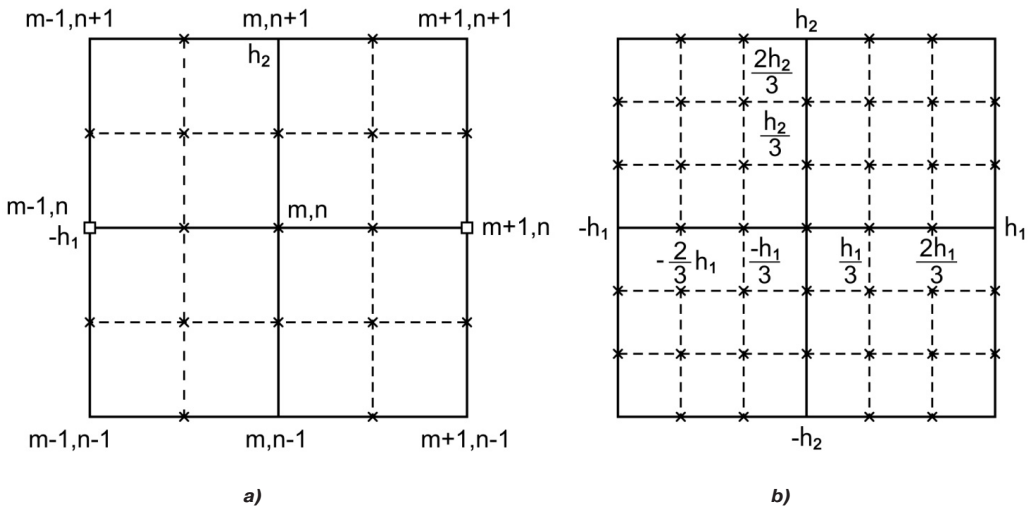 m-1,n+1 m,n+1 m+1,n+1
h₂
m-1,n
-h₁
m,n
m+1,n
m-1,n-1 m,n-1 m+1,n-1
a)
h₂
2h₂
3
h₂
3
-h₁ h₁
- 2/3 h₁ -h₁/3 h₁/3 2h₁/3
-h₂
b)